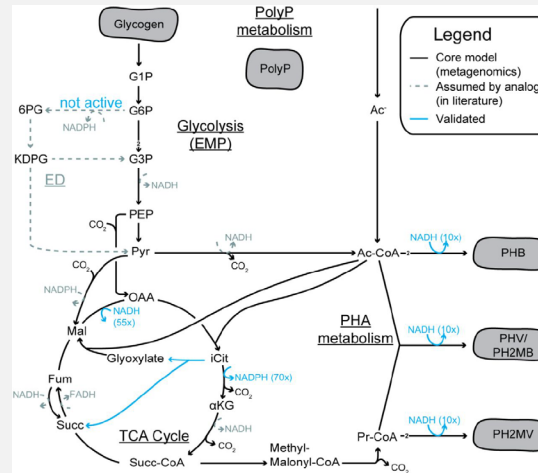 Glycogen
PolyP
metabolism
PolyP
Legend
Core model
(metagenomics)
Assumed by analog
(in literature)
Validated
G1P
not active
6PG
G6P
NADPH
Glycolysis
(EMP)
Ac-
2
KDPG
G3P
ED
NADH
PEP
CO2
NADH
NADH (10x)
Pyr
Ac-CoA
2
PHB
CO2
CO2
NADPH
OAA
NADH
(55x)
Mal
PHA
metabolism
NADH (10x)
PHV/
PH2MB
Glyoxylate
iCit
Fum
NADPH (70x)
CO2
NADH
FADH
αKG
Succ
NADH
NADH (10x)
Pr-CoA
2
PH2MV
TCA Cycle
CO2
Methyl-
Malonyl-CoA
Succ-CoA
CO2